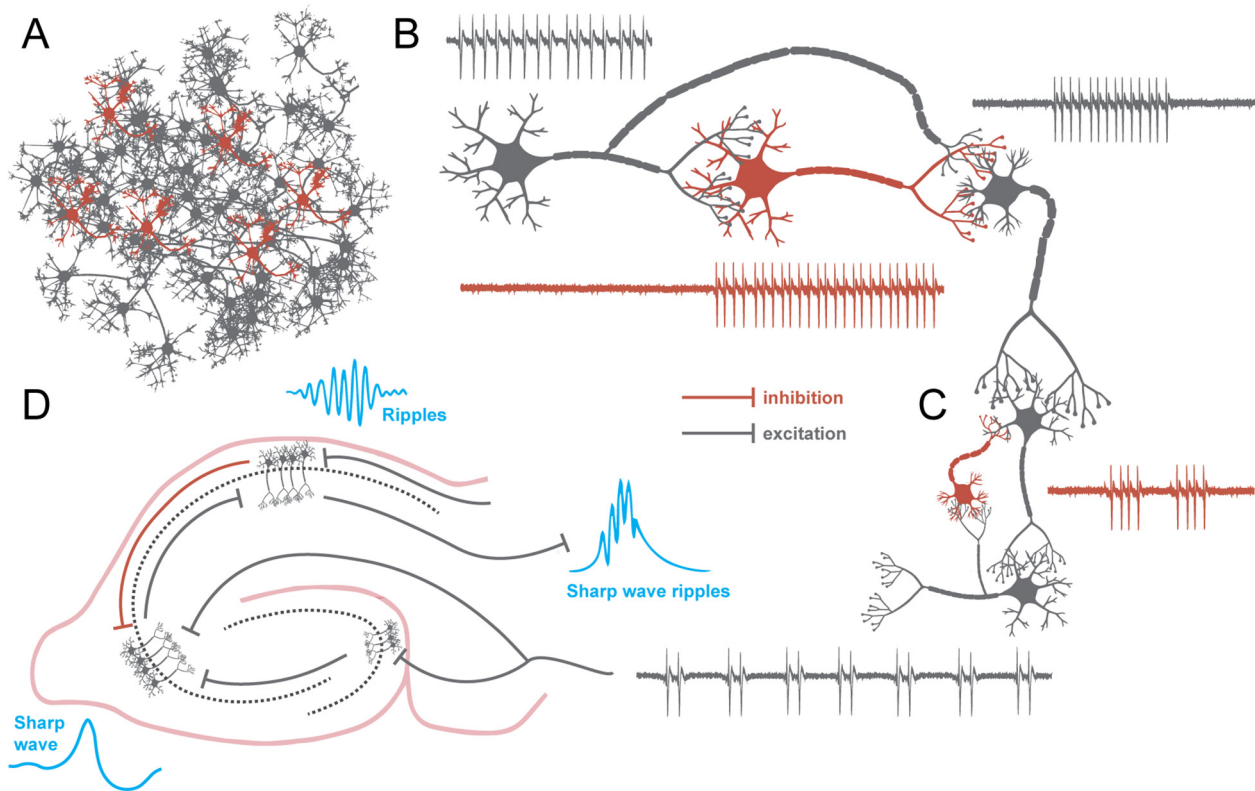 A
B
inhibition
excitation
C
D
Ripples
Sharp wave ripples
Sharp
wave